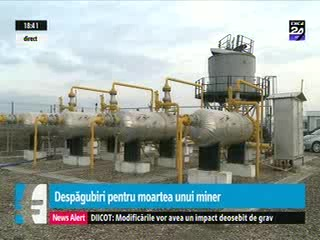 18:41
direct
Despăgubiri pentru moartea unui miner
News Alert DIICOT: Modificările vor avea un impact deosebit de grav